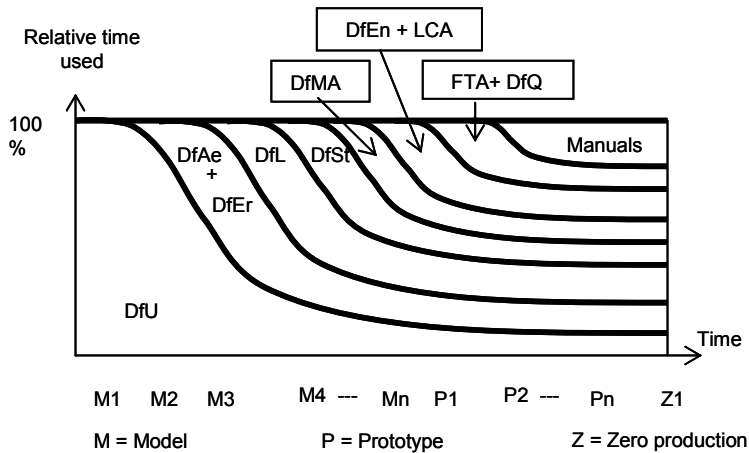 Relative time
used
DfEn + LCA
DfMA
FTA+ DfQ
100
%
DfAe
+
DfEr
DfL
DfSt
Manuals
DfU
Time
M1 M2 M3 M4 --- Mn P1 P2 --- Pn Z1
M = Model P = Prototype Z = Zero production